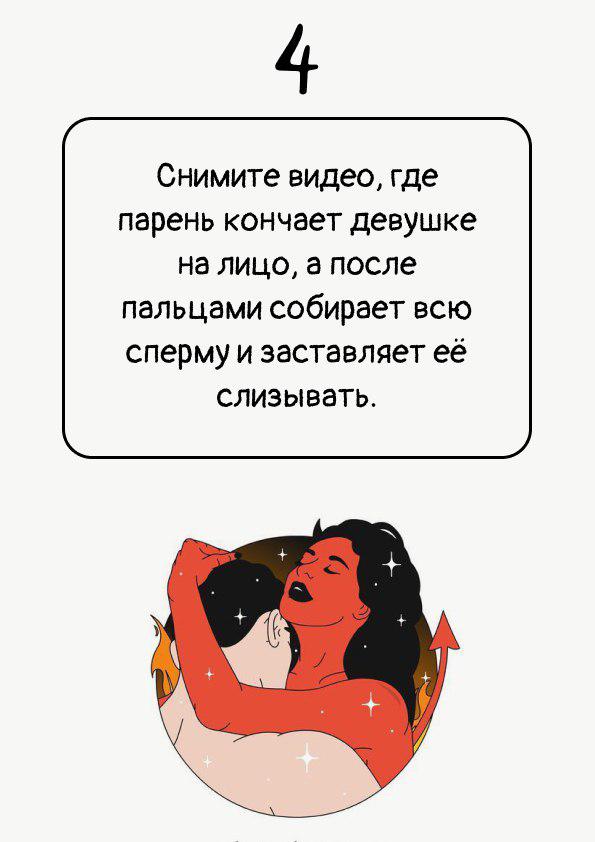 4
Снимите видео, где
парень кончает девушке
на лицо, а после
пальцами собирает всю
сперму и заставляет её
слизывать.